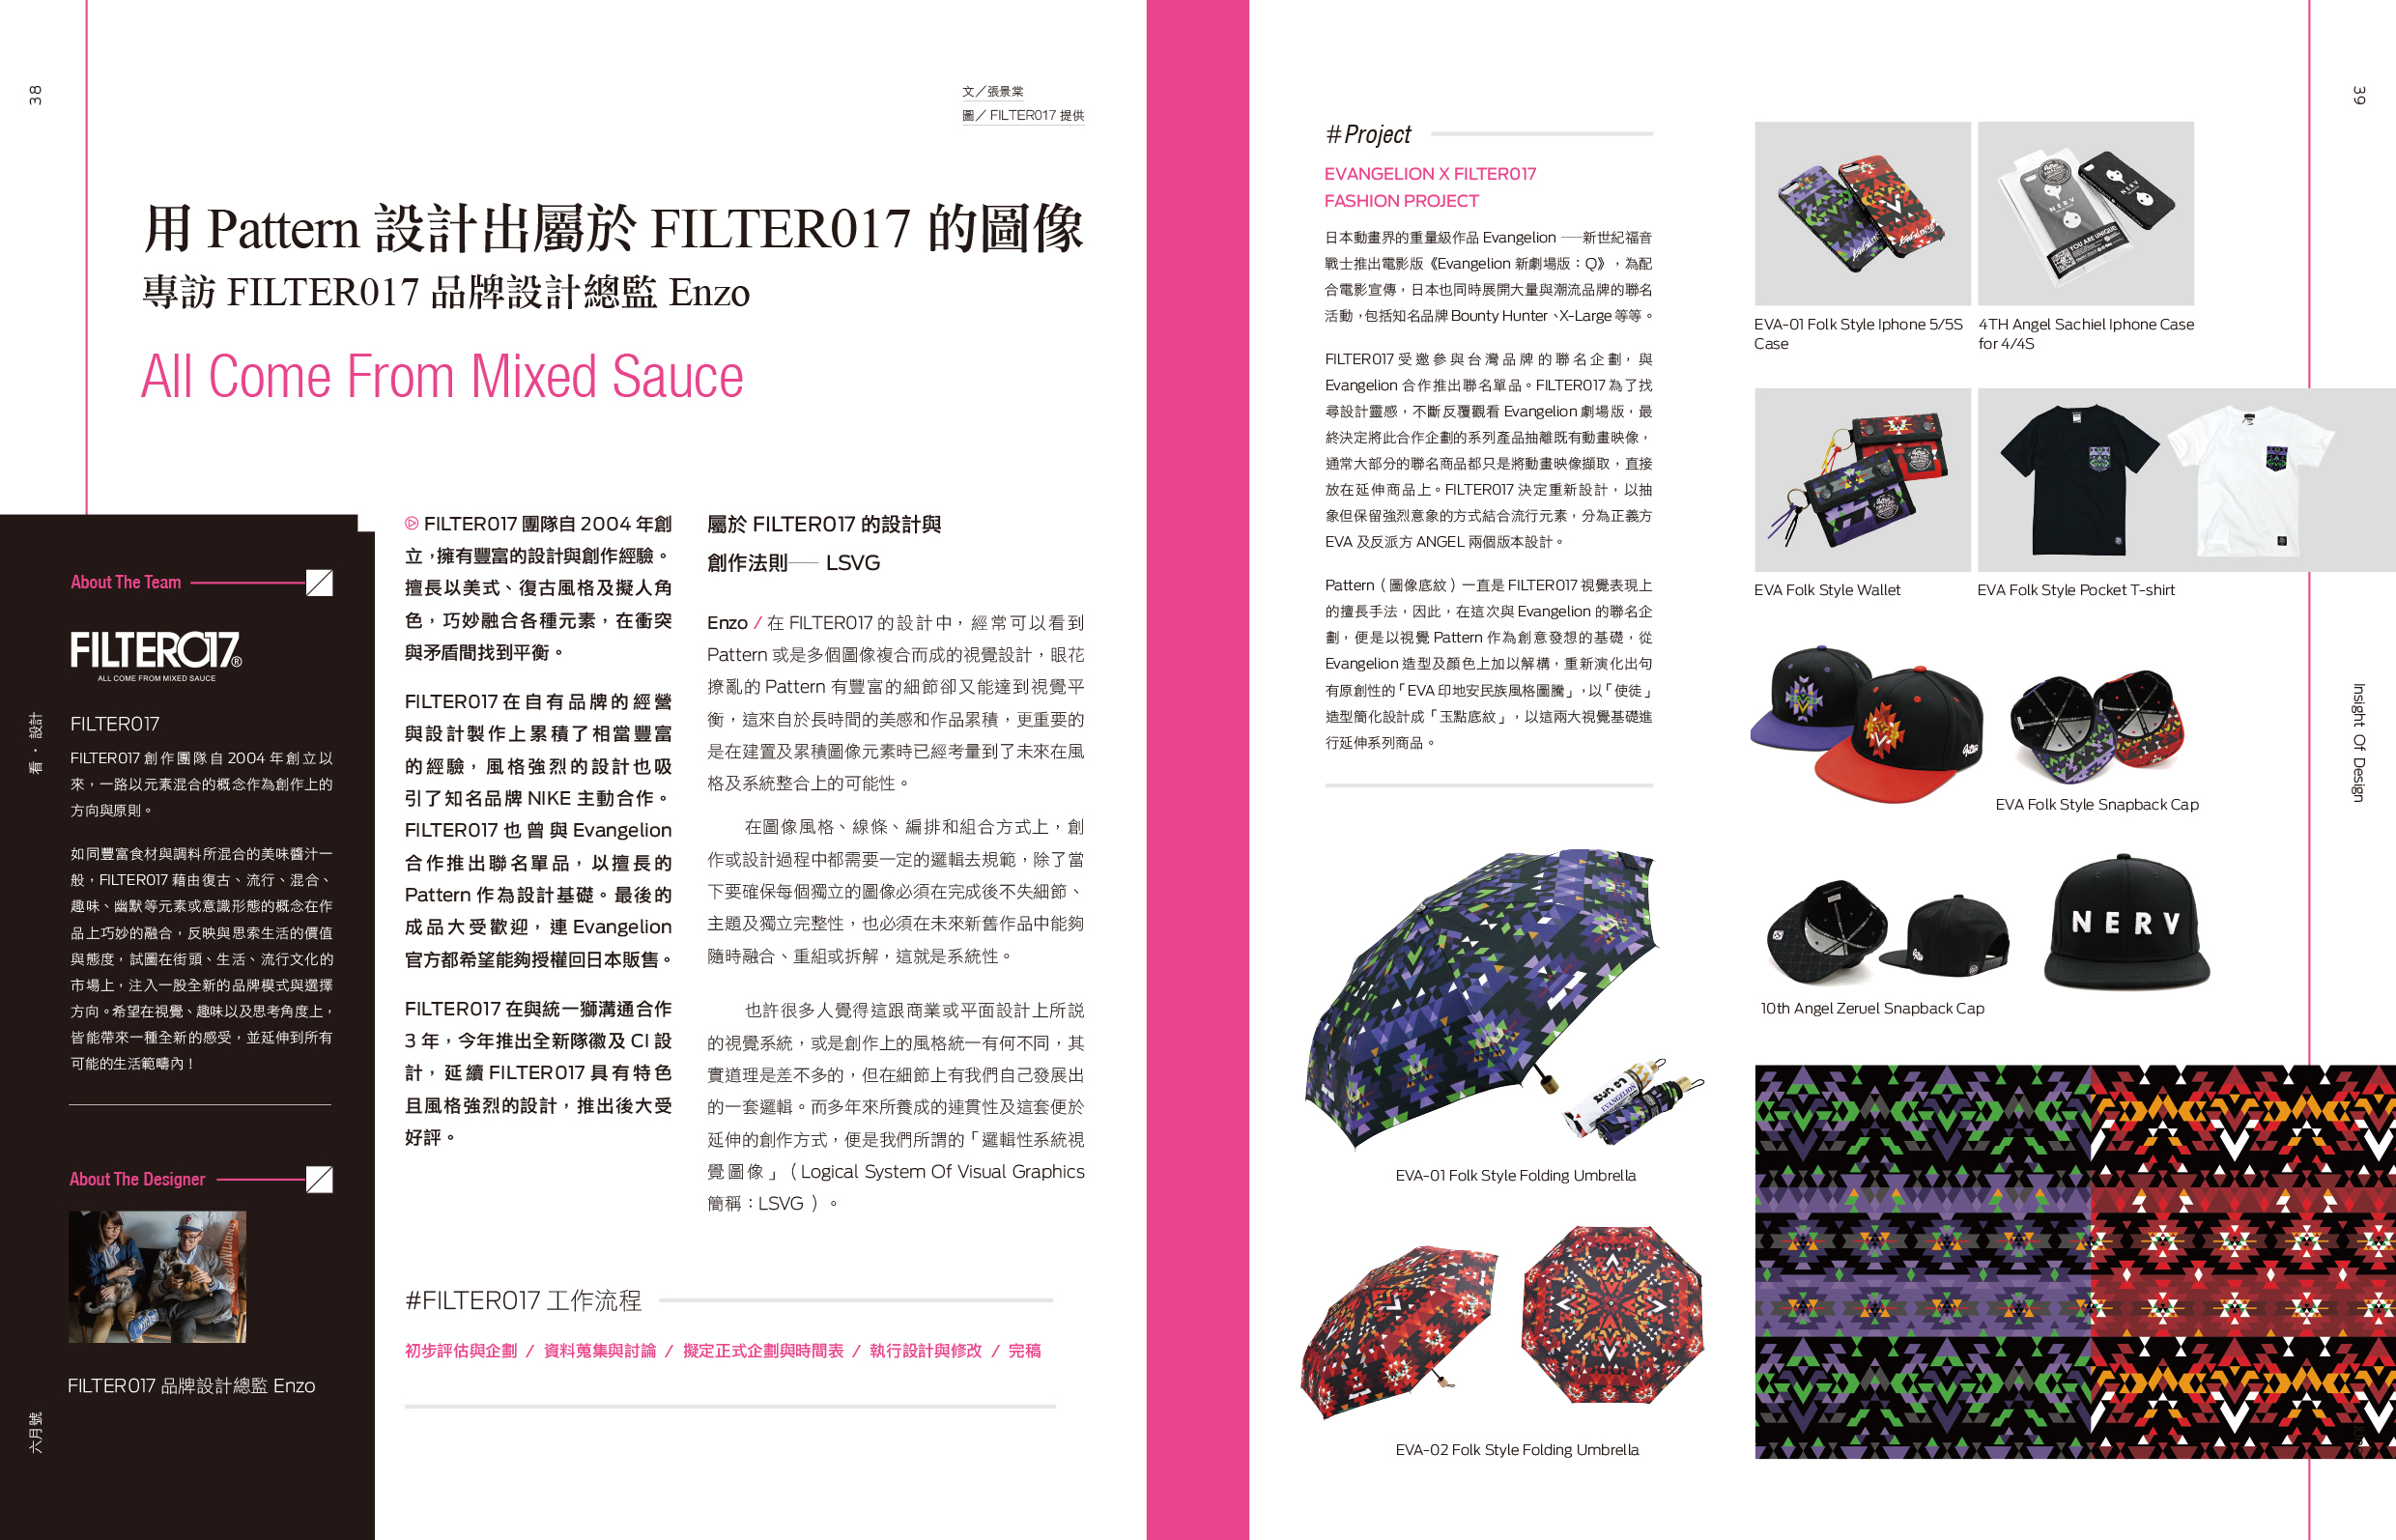 38
文／張景棠
圖／ FILTER017 提供
用 Pattern 設計出屬於 FILTER017 的圖像
專訪 FILTER017 品牌設計總監 Enzo
All Come From Mixed Sauce
About The Team
FILTER017®
ALL COME FROM MIXED SAUCE
FILTER017
FILTER017 創作團隊自 2004 年創立以
來，一路以元素混合的概念作為創作上的
方向與原則。
如同豐富食材與調料所混合的美味醬汁一
般，FILTER017 藉由復古、流行、混合、
趣味、幽默等元素或意識形態的概念在作
品上巧妙的融合，反映與思索生活的價值
與態度，試圖在街頭、生活、流行文化的
市場上，注入一股全新的品牌模式與選擇
方向。希望在視覺、趣味以及思考角度上，
皆能帶來一種全新的感受，並延伸到所有
可能的生活範疇內！
About The Designer
FILTER017 品牌設計總監 Enzo
看・設計
六月號
FILTER017 團隊自 2004 年創
立，擁有豐富的設計與創作經驗。
擅長以美式、復古風格及擬人角
色，巧妙融合各種元素，在衝突
與矛盾間找到平衡。
FILTER017 在自有品牌的經營
與設計製作上累積了相當豐富
的經驗，風格強烈的設計也吸
引了知名品牌 NIKE 主動合作。
FILTER017 也曾與 Evangelion
合作推出聯名單品，以擅長的
Pattern 作為設計基礎。最後的
成品大受歡迎，連 Evangelion
官方都希望能夠授權回日本販售。
FILTER017 在與統一獅溝通合作
3 年，今年推出全新隊徽及 CI 設
計，延續 FILTER017 具有特色
且風格強烈的設計，推出後大受
好評。
屬於 FILTER017 的設計與
創作法則—— LSVG
Enzo / 在 FILTER017 的設計中，經常可以看到
Pattern 或是多個圖像複合而成的視覺設計，眼花
撩亂的 Pattern 有豐富的細節卻又能達到視覺平
衡，這來自於長時間的美感和作品累積，更重要的
是在建置及累積圖像元素時已經考量到了未來在風
格及系統整合上的可能性。
在圖像風格、線條、編排和組合方式上，創
作或設計過程中都需要一定的邏輯去規範，除了當
下要確保每個獨立的圖像必須在完成後不失細節、
主題及獨立完整性，也必須在未來新舊作品中能夠
隨時融合、重組或拆解，這就是系統性。
也許很多人覺得這跟商業或平面設計上所說
的視覺系統，或是創作上的風格統一有何不同，其
實道理是差不多的，但在細節上有我們自己發展出
的一套邏輯。而多年來所養成的連貫性及這套便於
延伸的創作方式，便是我們所謂的「邏輯性系統視
覺圖像」（Logical System Of Visual Graphics
簡稱：LSVG ）。
#FILTER017 工作流程
初步評估與企劃 / 資料蒐集與討論 / 擬定正式企劃與時間表 / 執行設計與修改 / 完稿
39
#Project
EVANGELION X FILTER017
FASHION PROJECT
日本動畫界的重量級作品 Evangelion ——新世紀福音
戰士推出電影版《Evangelion 新劇場版：Q》，為配
合電影宣傳，日本也同時展開大量與潮流品牌的聯名
活動，包括知名品牌 Bounty Hunter、X-Large 等等。
FILTER017 受邀參與台灣品牌的聯名企劃，與
Evangelion 合作推出聯名單品。FILTER017 為了找
尋設計靈感，不斷反覆觀看 Evangelion 劇場版，最
終決定將此合作企劃的系列產品抽離既有動畫映像，
通常大部分的聯名商品都只是將動畫映像擷取，直接
放在延伸商品上。FILTER017 決定重新設計，以抽
象但保留強烈意象的方式結合流行元素，分為正義方
EVA 及反派方 ANGEL 兩個版本設計。
Pattern（圖像底紋）一直是 FILTER017 視覺表現上
的擅長手法，因此，在這次與 Evangelion 的聯名企
劃，便是以視覺 Pattern 作為創意發想的基礎，從
Evangelion 造型及顏色上加以解構，重新演化出句
有原創性的「EVA 印地安民族風格圖騰」，以「使徒」
造型簡化設計成「玉點底紋」，以這兩大視覺基礎進
行延伸系列商品。
EVANGELION
EVA-01 Folk Style Folding Umbrella
EVA-02 Folk Style Folding Umbrella
NERV
NERV
YOU ARE UNIQUE!
EVA-01 Folk Style Iphone 5/5S
Case
4TH Angel Sachiel Iphone Case
for 4/4S
EVA Folk Style Wallet
EVA Folk Style Pocket T-shirt
EVA Folk Style Snapback Cap
NERV
10th Angel Zeruel Snapback Cap
Insight Of Design